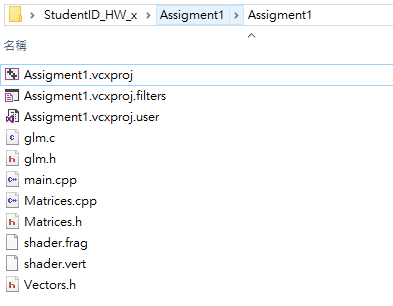 StudentID_HW_x > Assigment1 > Assigment1
名稱
Assigment1.vcxproj
Assigment1.vcxproj.filters
Assigment1.vcxproj.user
glm.c
glm.h
main.cpp
Matrices.cpp
Matrices.h
shader.frag
shader.vert
Vectors.h